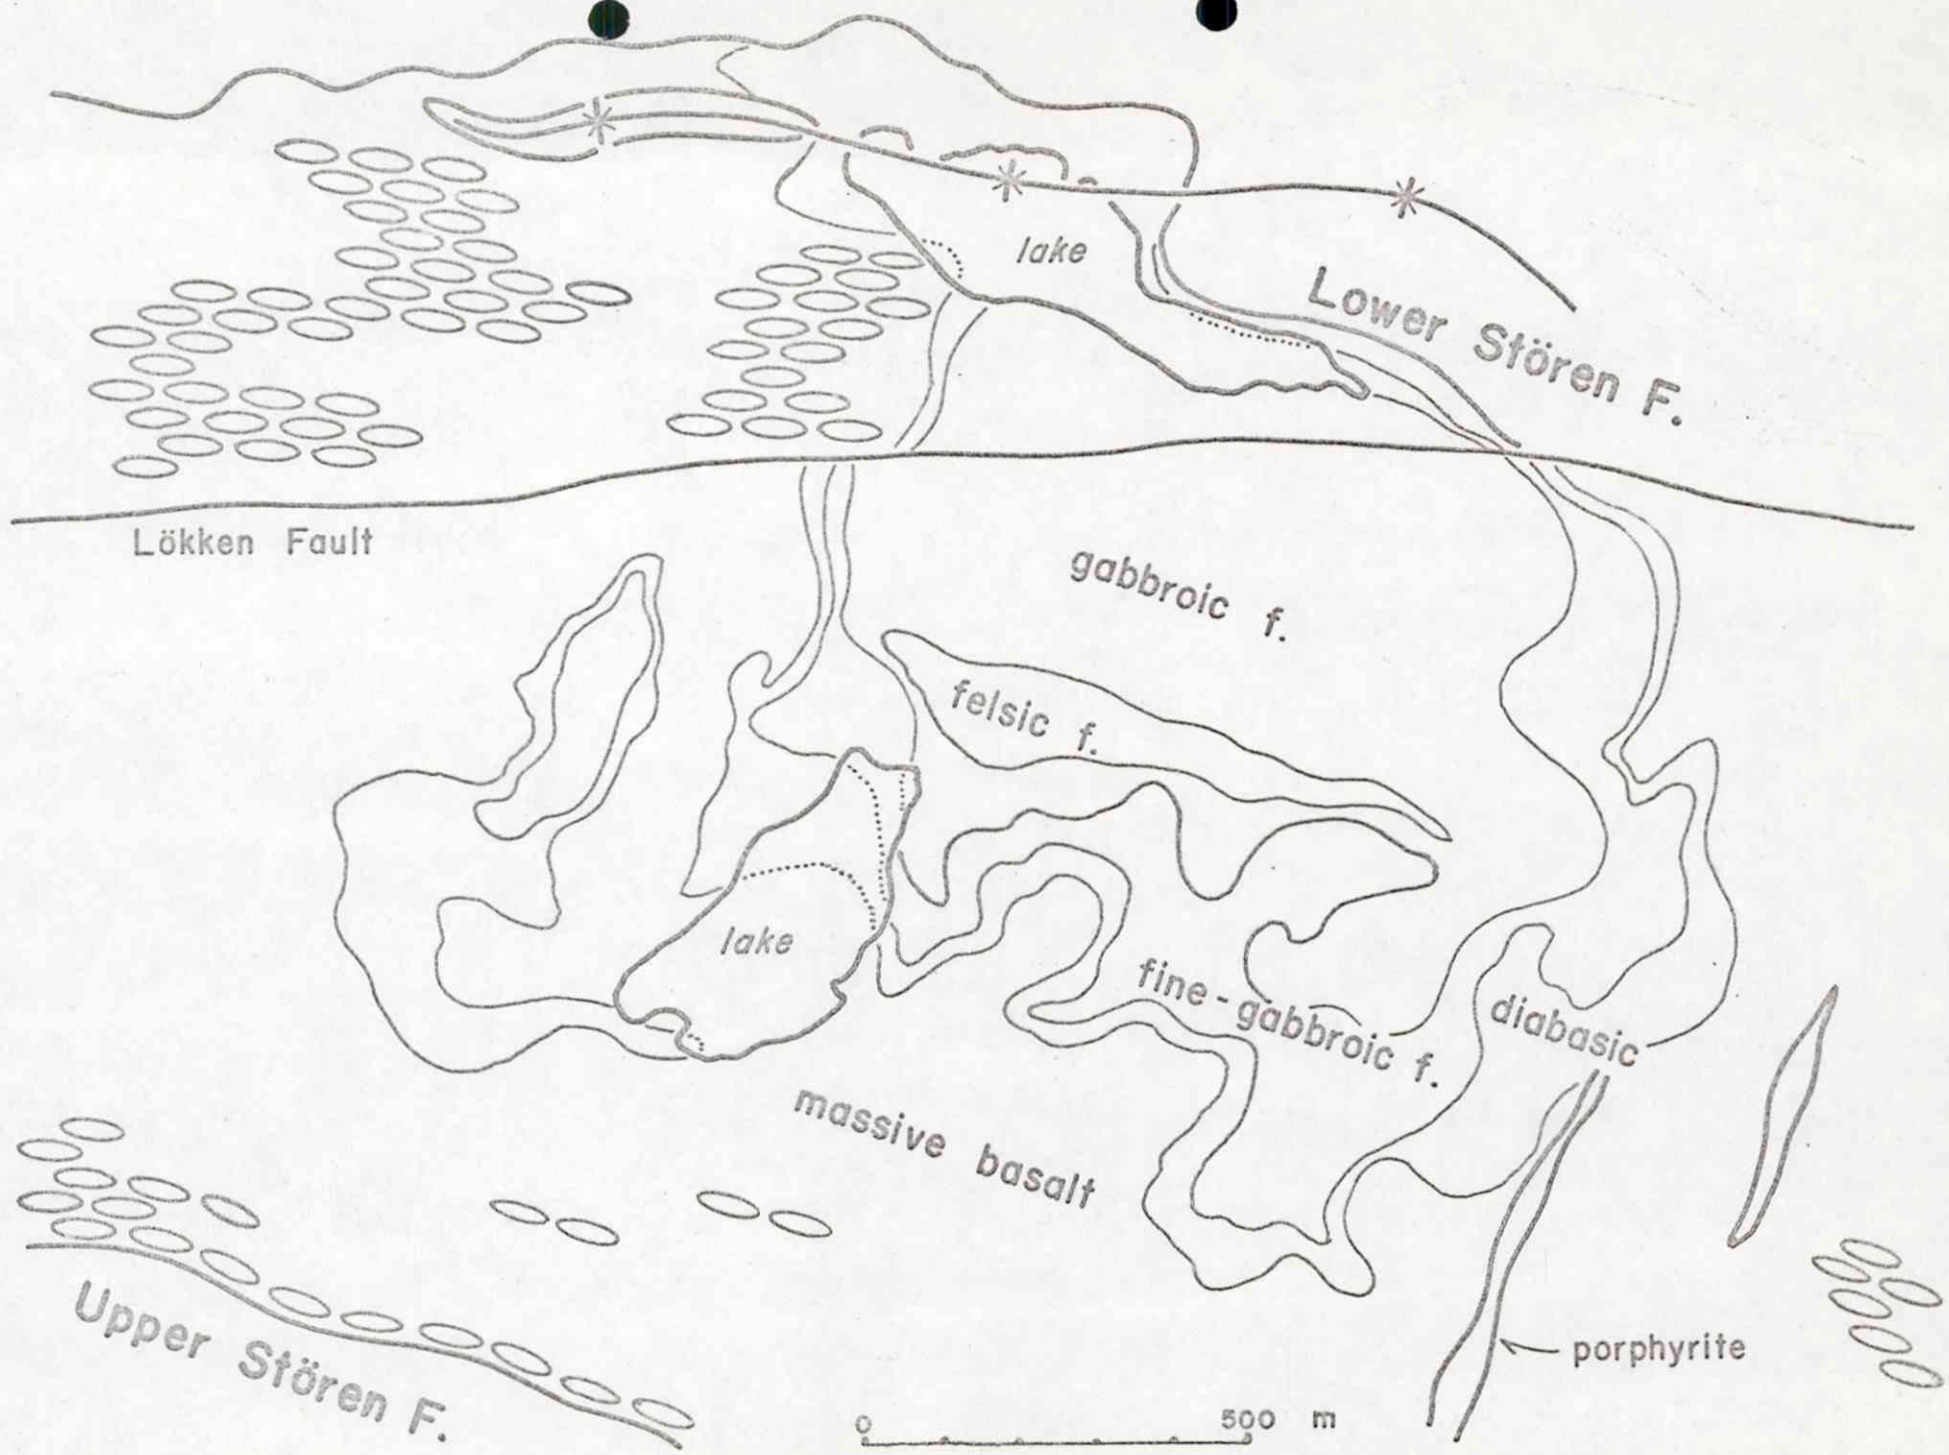 lake
Lower Stören F.
Lökken Fault
gabbroic f.
felsic f.
lake
fine-gabbroic f.
diabasic
massive basalt
Upper Stören F.
porphyrite
0 500 m